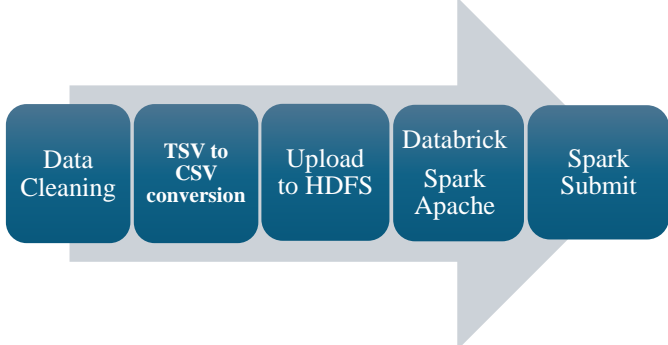 Data
Cleaning
TSV to
CSV
conversion
Upload
to HDFS
Databrick
Spark
Apache
Spark
Submit